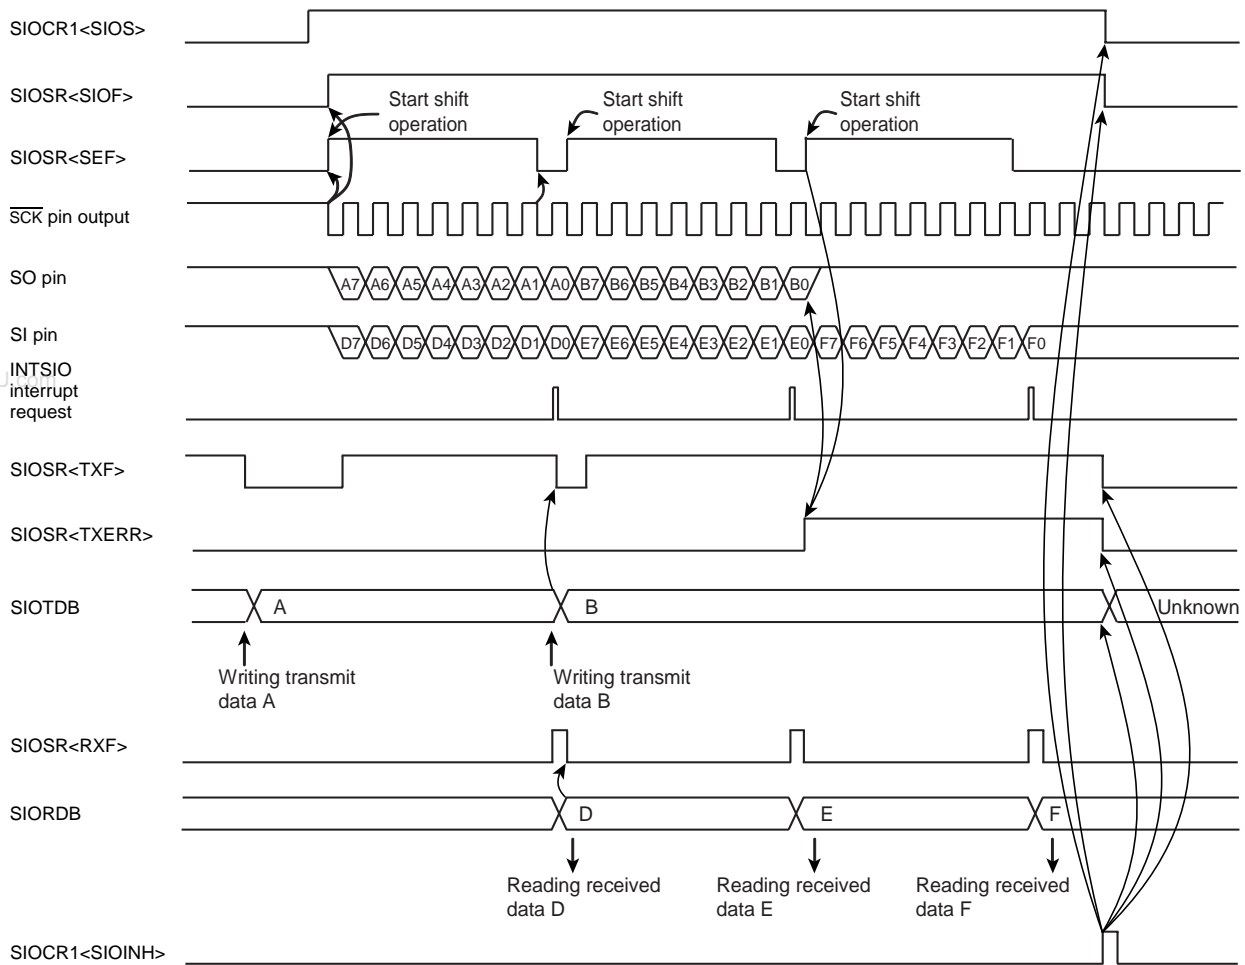 SIOCR1<SIOS>
SIOSR<SIOF>
Start shift
operation
Start shift
operation
Start shift
operation
SIOSR<SEF>
SCK pin output
SO pin
A7 A6 A5 A4 A3 A2 A1 A0 B7 B6 B5 B4 B3 B2 B1 B0
SI pin
D7 D6 D5 D4 D3 D2 D1 D0 E7 E6 E5 E4 E3 E2 E1 E0 F7 F6 F5 F4 F3 F2 F1 F0
INTSIO
interrupt
request
SIOSR<TXF>
SIOSR<TXERR>
SIOTDB
A
B
Unknown
Writing transmit
data A
Writing transmit
data B
SIOSR<RXF>
SIORDB
D
E
F
Reading received
data D
Reading received
data E
Reading received
data F
SIOCR1<SIOINH>